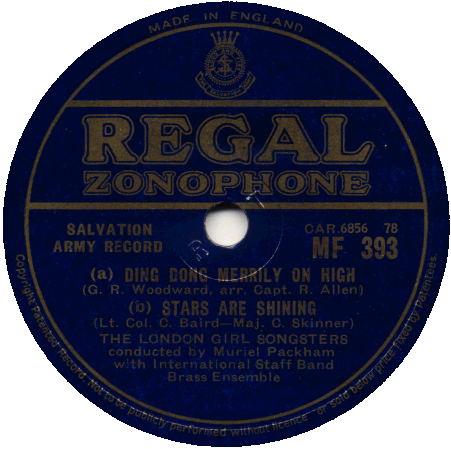 MADE IN ENGLAND
REGAL
ZONOPHONE
SALVATION
ARMY RECORD
CAR.6856 78
MF 393
R T
(a) DING DONG MERRILY ON HIGH
(G. R. Woodward, arr. Capt. R. Allen)
(b) STARS ARE SHINING
(Lt. Col. C. Baird—Maj. C. Skinner)
THE LONDON GIRL SONGSTERS
conducted by Muriel Packham
with International Staff Band
Brass Ensemble
Copyright Patented Record. Not to be publicly performed without licence or sold below price fixed by Patentees.